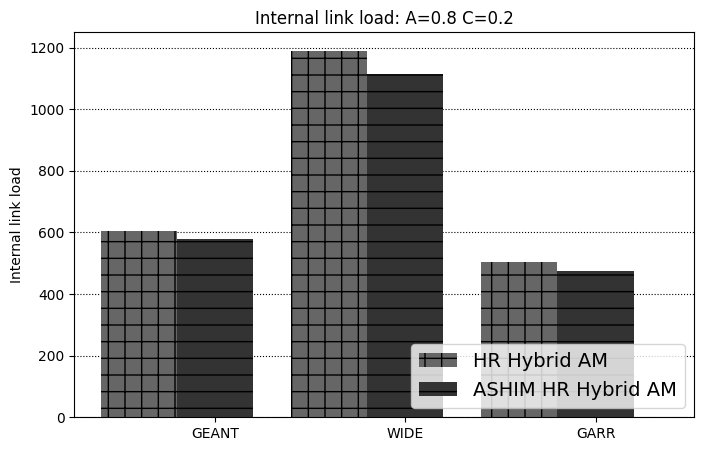 Internal link load: A=0.8 C=0.2
1200
1000
800
600
400
200
0
Internal link load
HR Hybrid AM
ASHIM HR Hybrid AM
GEANT
WIDE
GARR